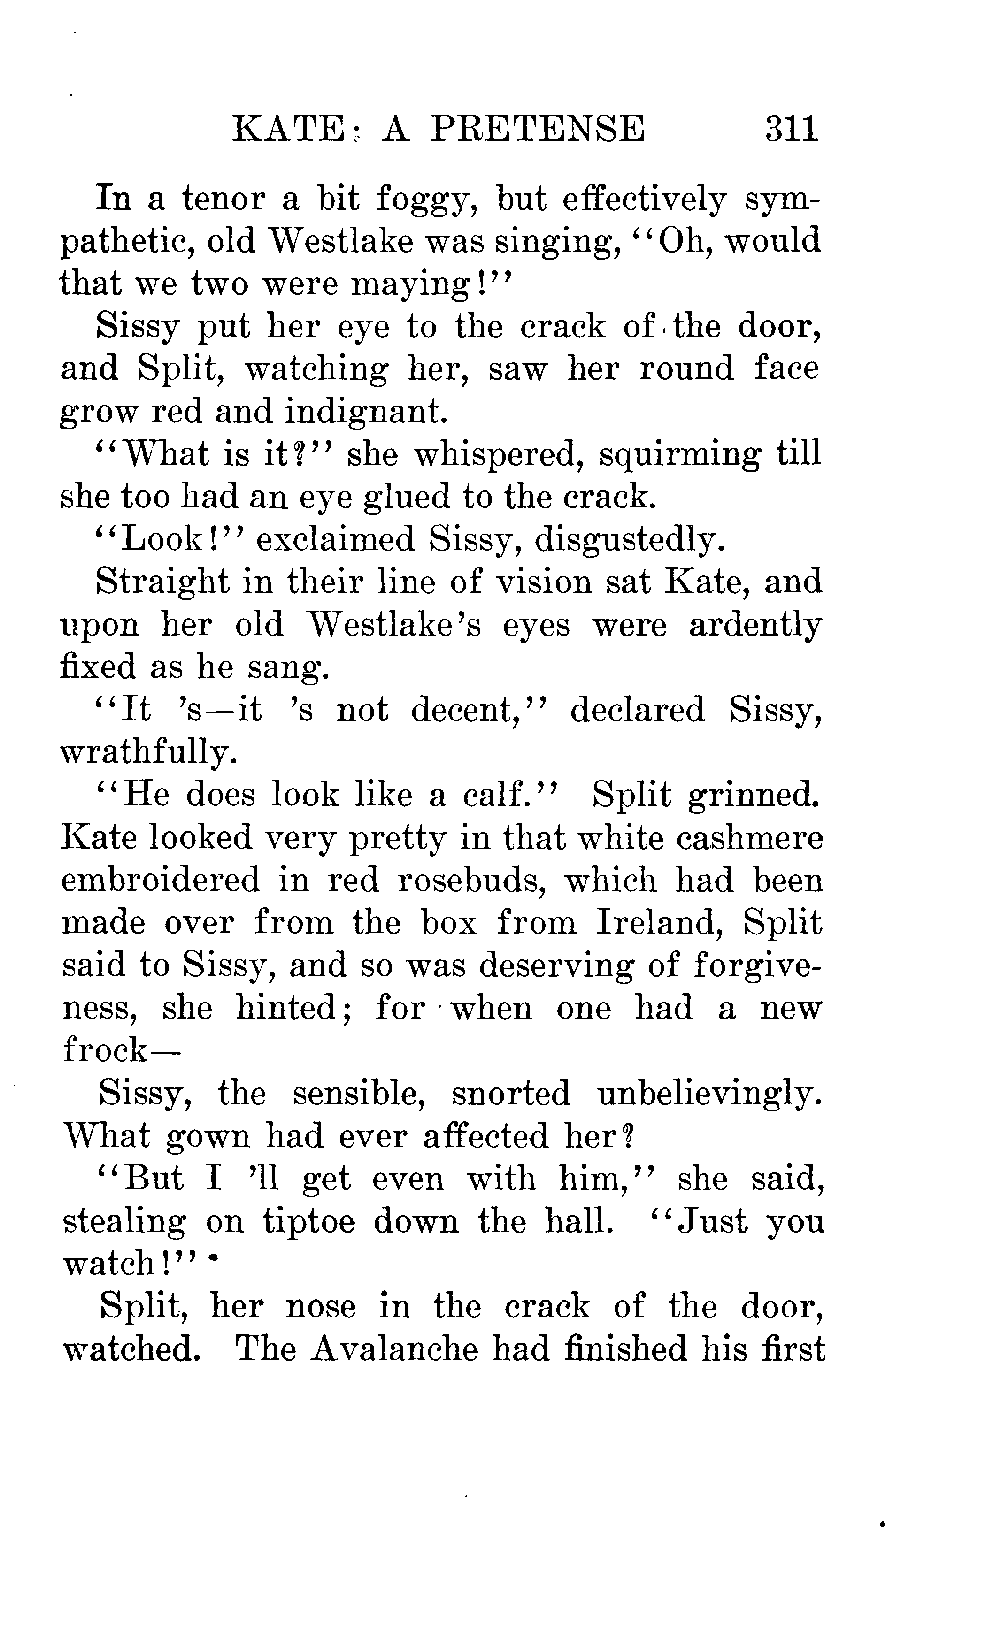 KATE: A PRETENSE 311
In a tenor a bit foggy, but effectively sym-
pathetic, old Westlake was singing, "Oh, would
that we two were maying!"
Sissy put her eye to the crack of the door,
and Split, watching her, saw her round face
grow red and indignant.
"What is it?" she whispered, squirming till
she too had an eye glued to the crack.
"Look!" exclaimed Sissy, disgustedly.
Straight in their line of vision sat Kate, and
upon her old Westlake's eyes were ardently
fixed as he sang.
"It 's—it 's not decent," declared Sissy,
wrathfully.
"He does look like a calf." Split grinned.
Kate looked very pretty in that white cashmere
embroidered in red rosebuds, which had been
made over from the box from Ireland, Split
said to Sissy, and so was deserving of forgive-
ness, she hinted; for when one had a new
frock—
Sissy, the sensible, snorted unbelievingly.
What gown had ever affected her?
"But I 'll get even with him," she said,
stealing on tiptoe down the hall. "Just you
watch!"
Split, her nose in the crack of the door,
watched. The Avalanche had finished his first